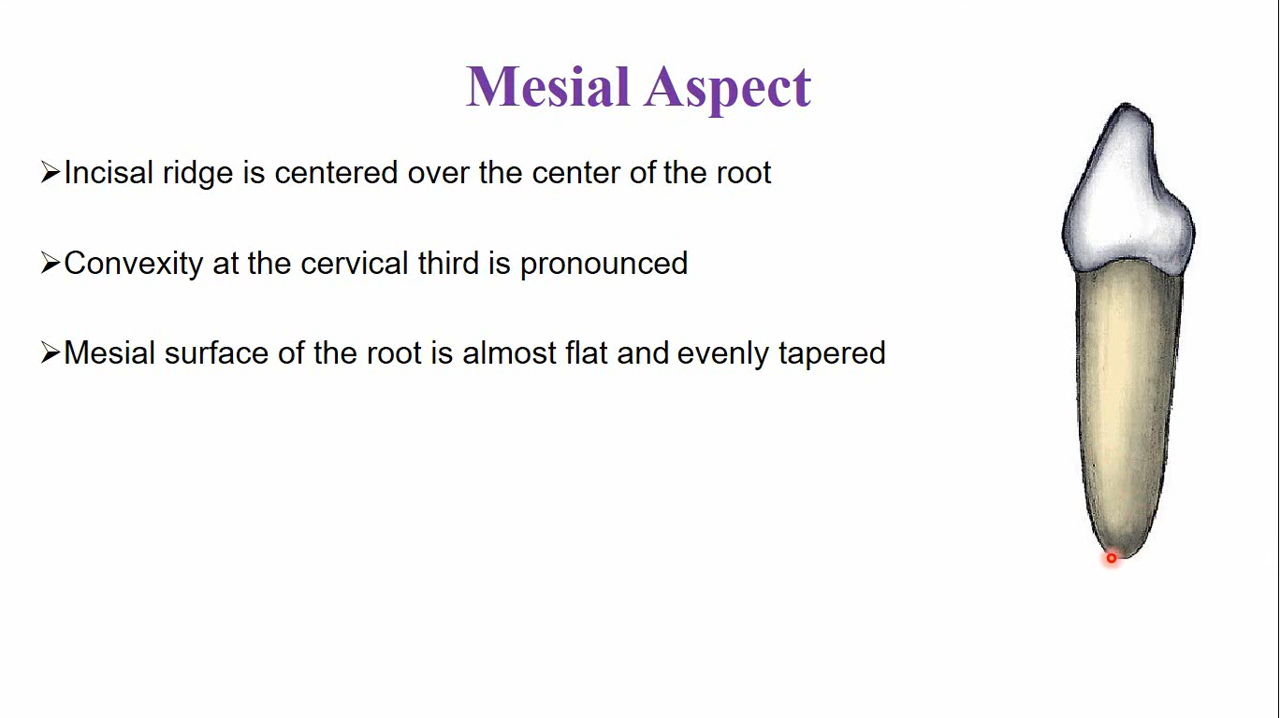 Mesial Aspect
➢Incisal ridge is centered over the center of the root
➢Convexity at the cervical third is pronounced
➢Mesial surface of the root is almost flat and evenly tapered